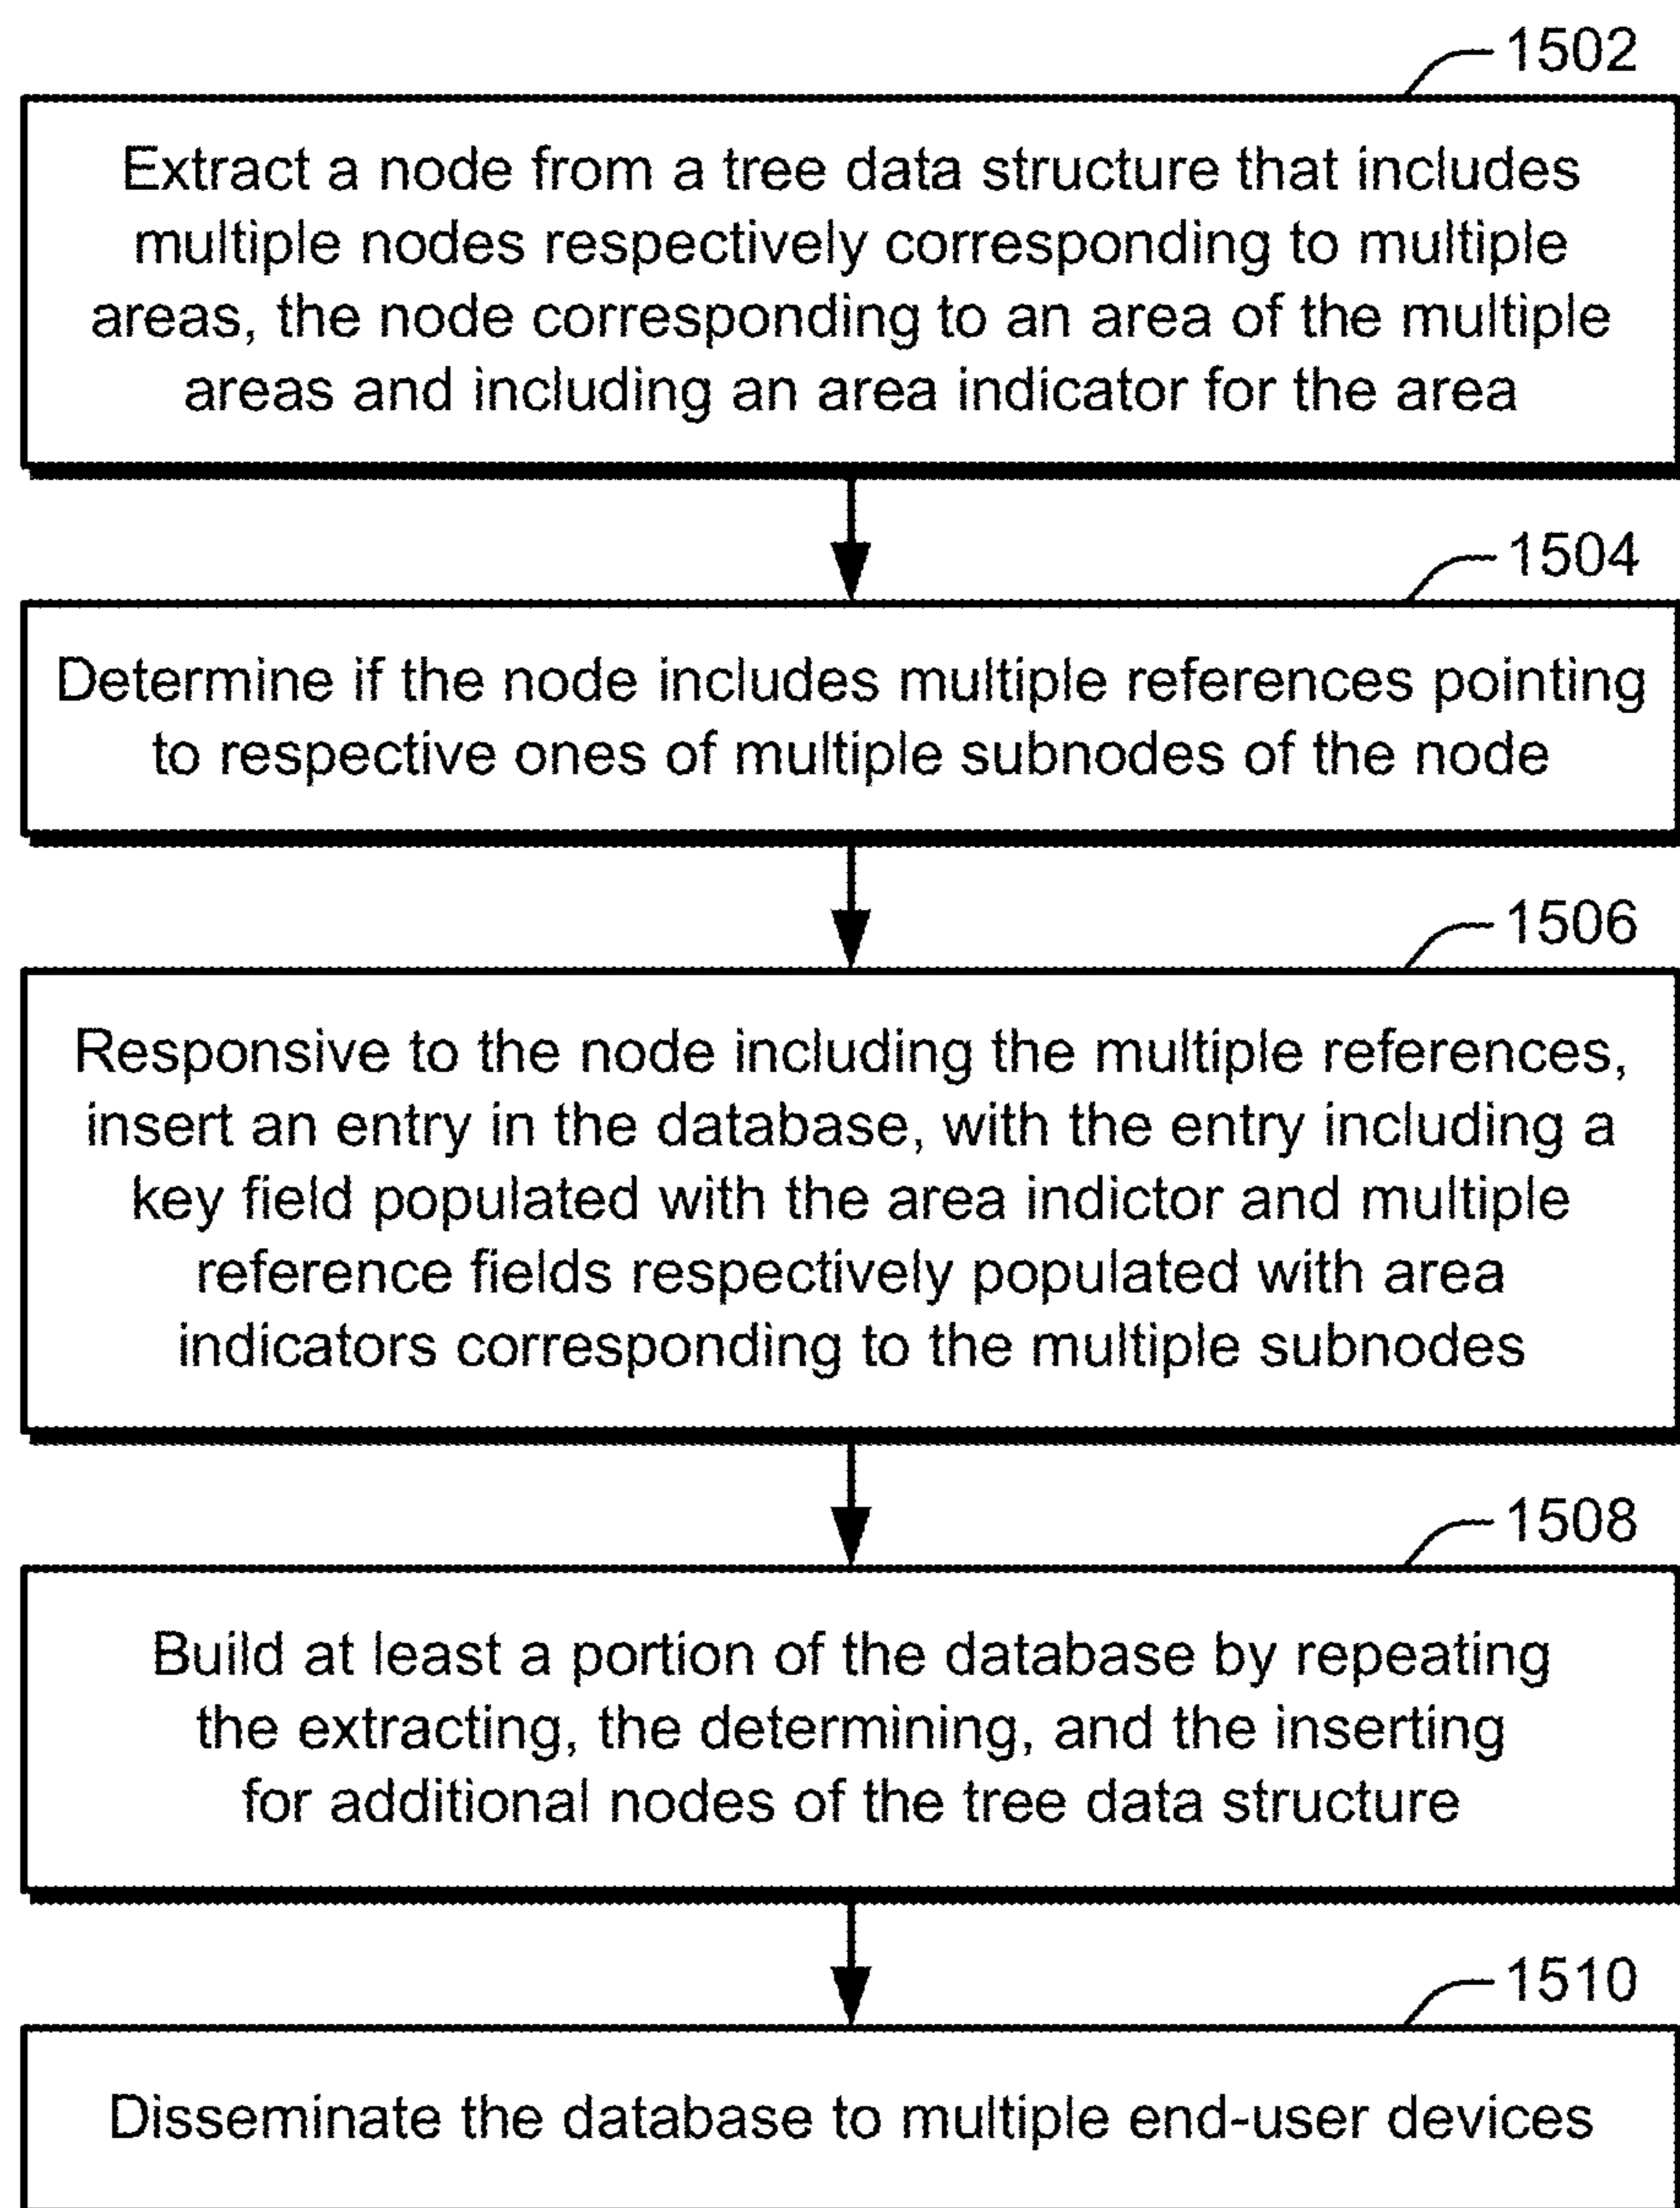 1502
Extract a node from a tree data structure that includes
multiple nodes respectively corresponding to multiple
areas, the node corresponding to an area of the multiple
areas and including an area indicator for the area
1504
Determine if the node includes multiple references pointing
to respective ones of multiple subnodes of the node
1506
Responsive to the node including the multiple references,
insert an entry in the database, with the entry including a
key field populated with the area indictor and multiple
reference fields respectively populated with area
indicators corresponding to the multiple subnodes
1508
Build at least a portion of the database by repeating
the extracting, the determining, and the inserting
for additional nodes of the tree data structure
1510
Disseminate the database to multiple end-user devices